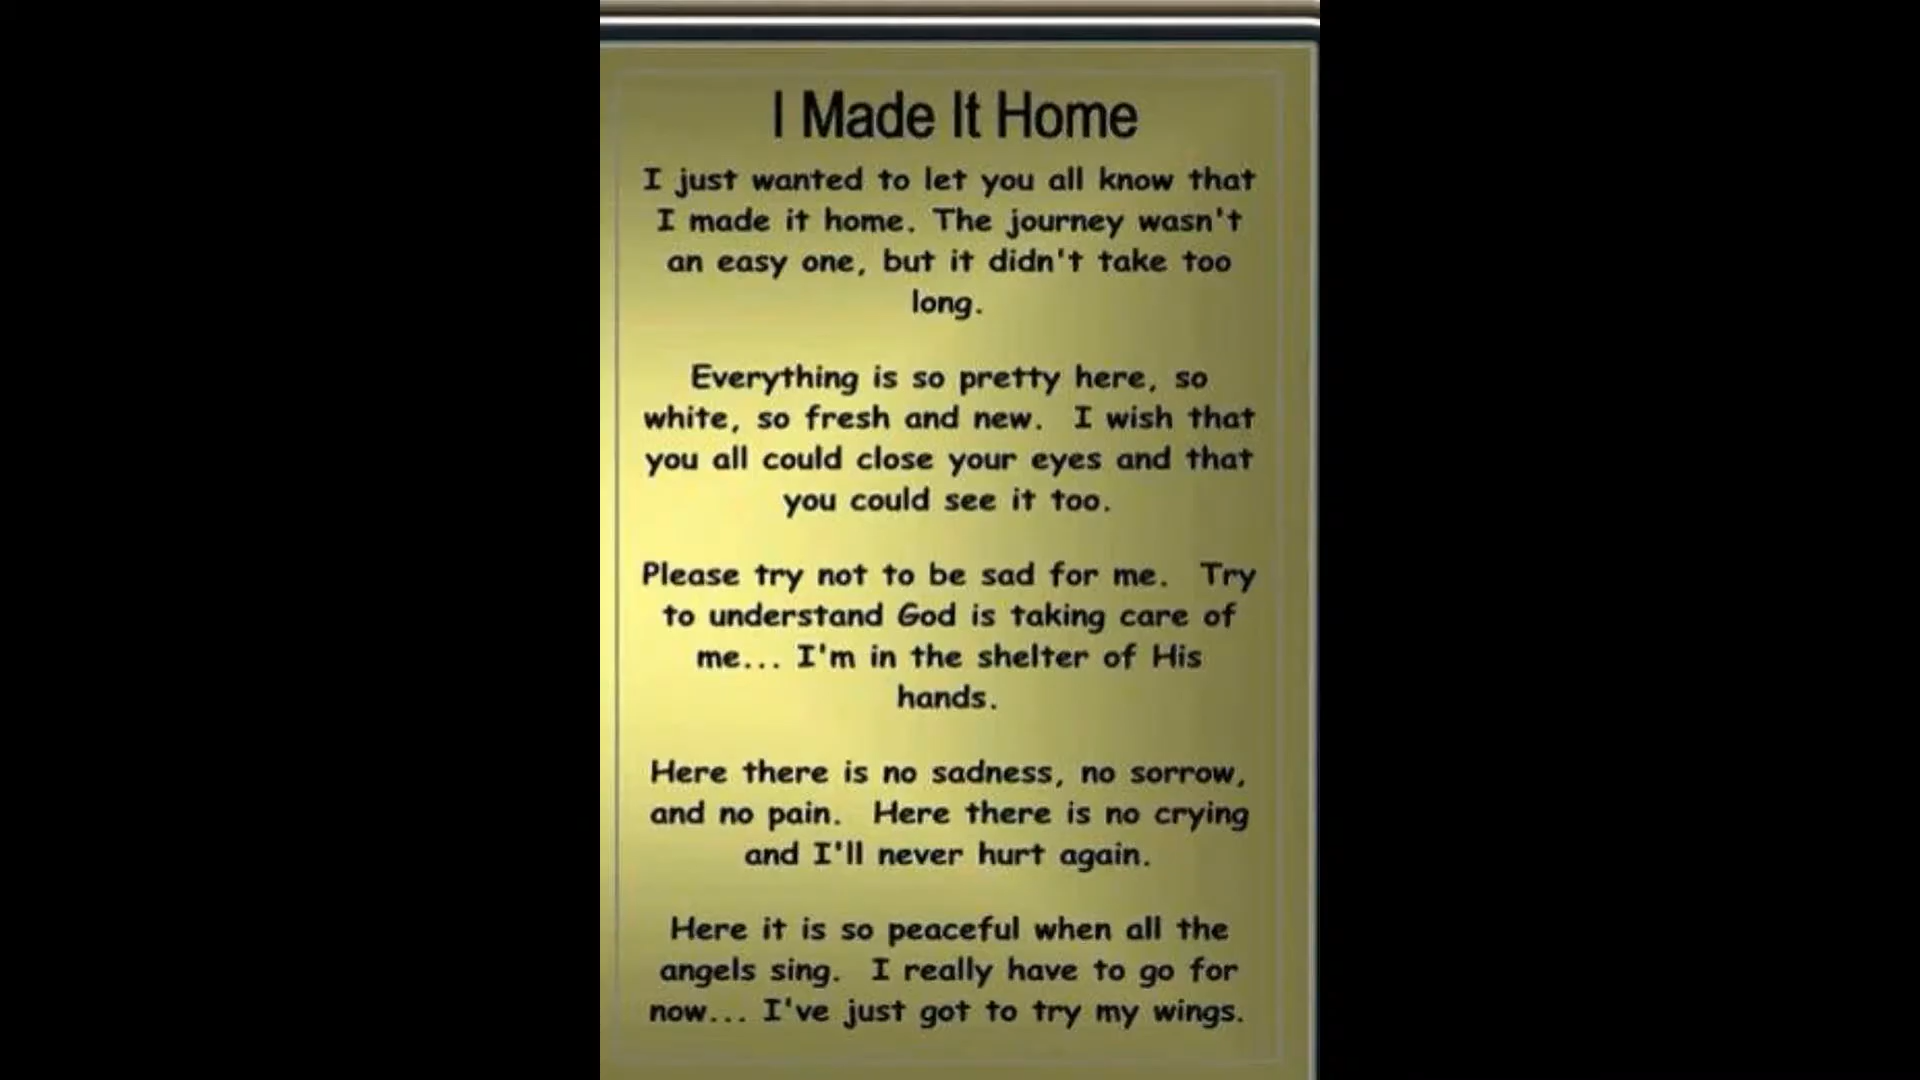 I Made It Home
I just wanted to let you all know that
I made it home. The journey wasn't
an easy one, but it didn't take too
long.
Everything is so pretty here, so
white, so fresh and new.  I wish that
you all could close your eyes and that
you could see it too.
Please try not to be sad for me.  Try
to understand God is taking care of
me... I'm in the shelter of His
hands.
Here there is no sadness, no sorrow,
and no pain.  Here there is no crying
and I'll never hurt again.
Here it is so peaceful when all the
angels sing.  I really have to go for
now... I've just got to try my wings.